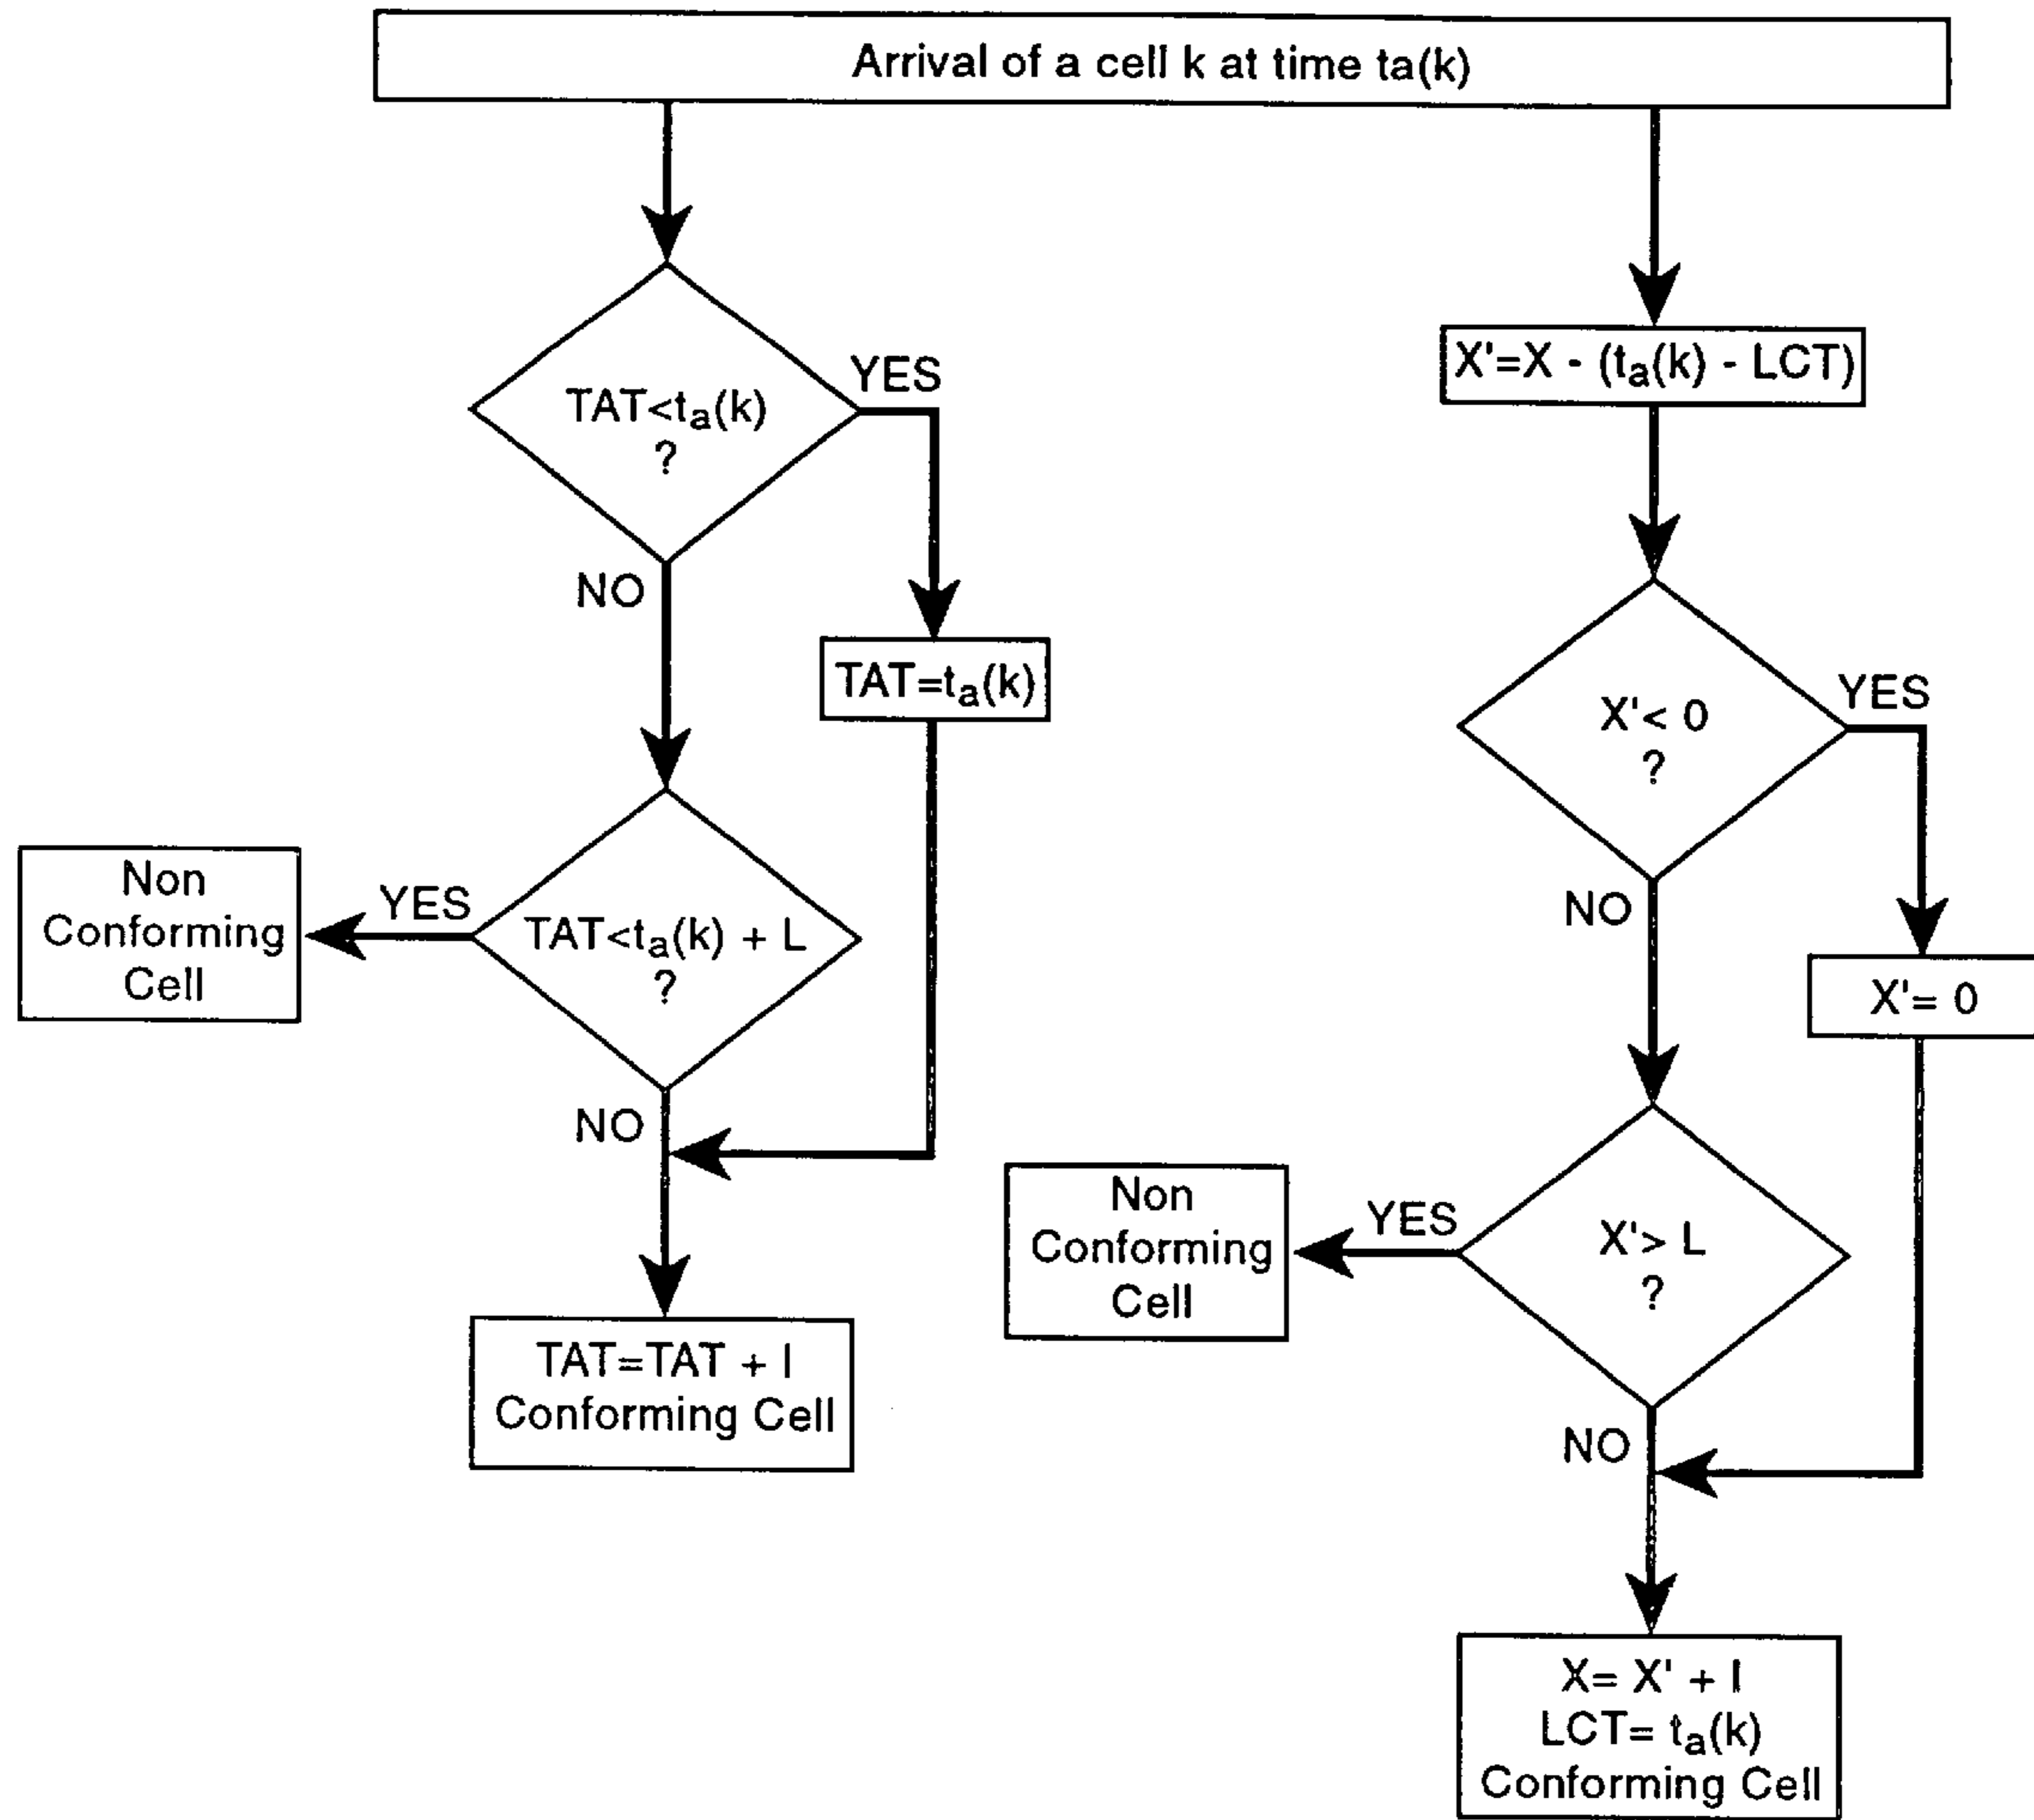 Arrival of a cell k at time ta(k)
TAT<ta(k)
?
YES
NO
TAT=ta(k)
TAT<ta(k) + L
?
YES
Non
Conforming
Cell
NO
TAT=TAT + I
Conforming Cell
X'=X - (ta(k) - LCT)
X'< 0
?
YES
NO
X'= 0
X'> L
?
YES
Non
Conforming
Cell
NO
X= X' + I
LCT= ta(k)
Conforming Cell